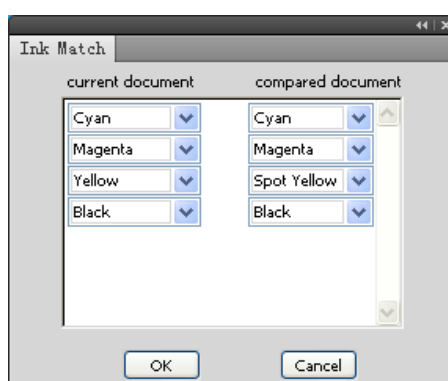 Ink Match
current document compared document
Cyan Cyan
Magenta Magenta
Yellow Spot Yellow
Black Black
OK Cancel